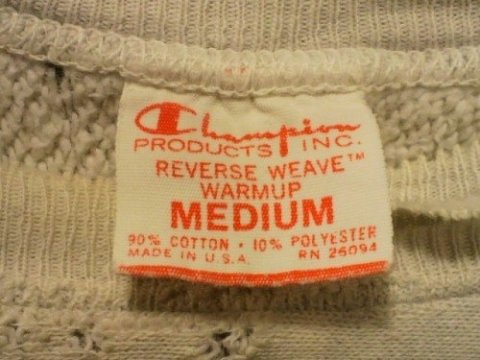 Champion
PRODUCTS INC.
REVERSE WEAVE™
WARMUP
MEDIUM
90% COTTON · 10% POLYESTER
MADE IN U.S.A. RN 26094